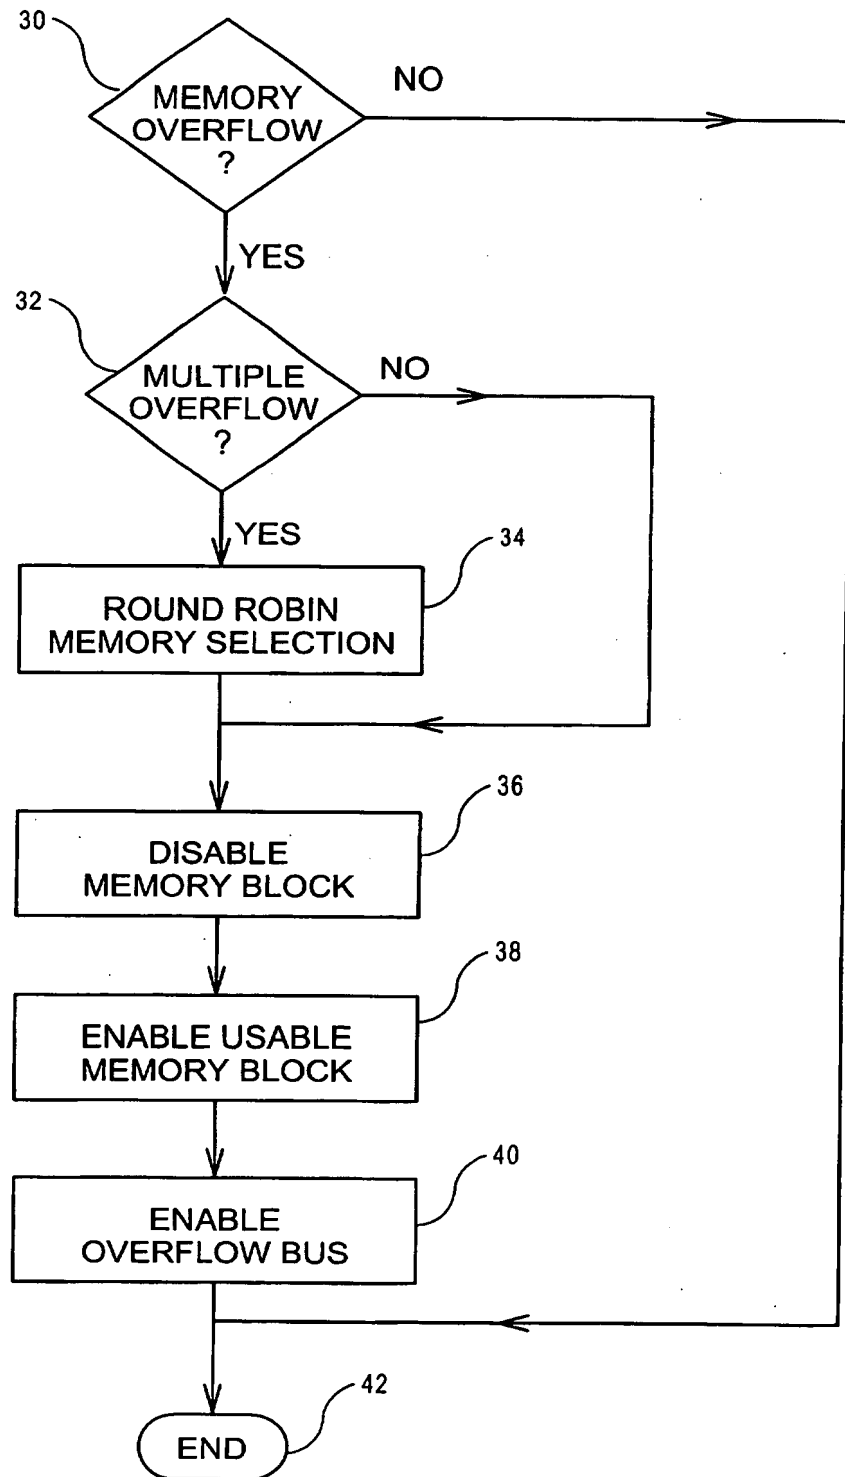 30
MEMORY
OVERFLOW
?
NO
YES
32
MULTIPLE
OVERFLOW
?
NO
YES
34
ROUND ROBIN
MEMORY SELECTION
36
DISABLE
MEMORY BLOCK
38
ENABLE USABLE
MEMORY BLOCK
40
ENABLE
OVERFLOW BUS
42
END